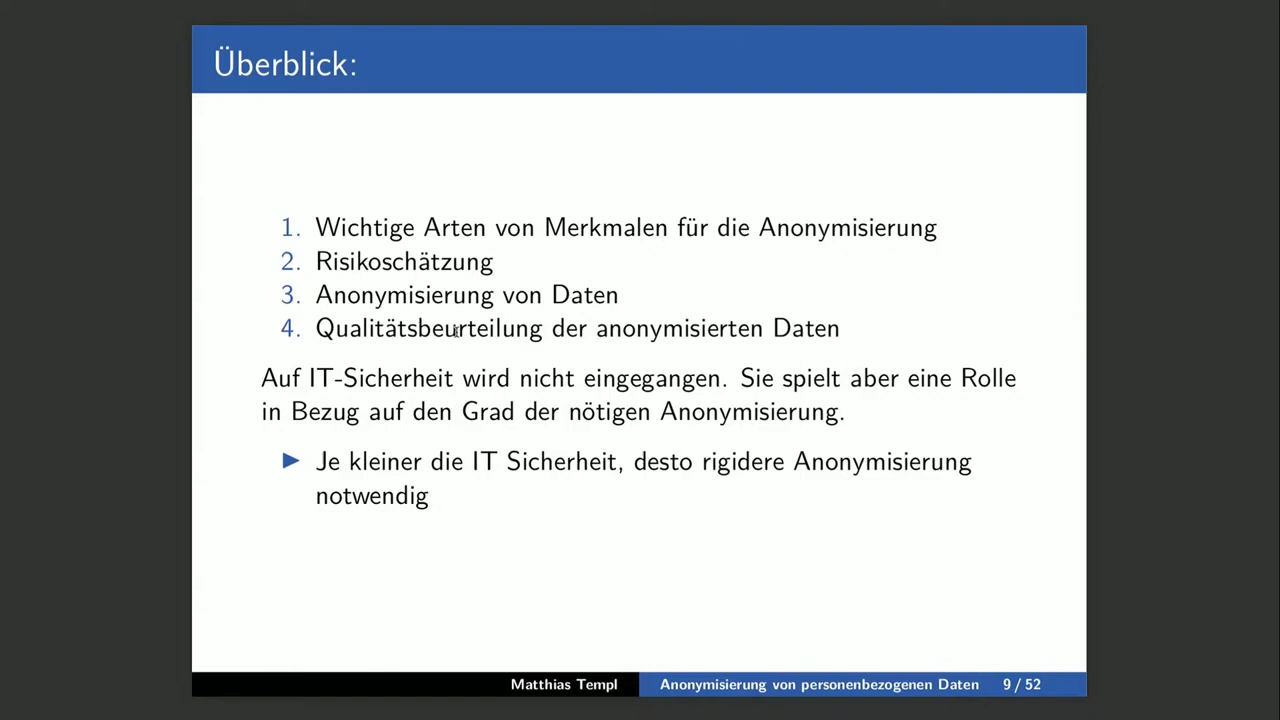 Überblick:
1. Wichtige Arten von Merkmalen für die Anonymisierung
2. Risikoschätzung
3. Anonymisierung von Daten
4. Qualitätsbeurteilung der anonymisierten Daten
Auf IT-Sicherheit wird nicht eingegangen. Sie spielt aber eine Rolle
in Bezug auf den Grad der nötigen Anonymisierung.
▶ Je kleiner die IT Sicherheit, desto rigidere Anonymisierung
notwendig
Matthias Templ Anonymisierung von personenbezogenen Daten 9 / 52